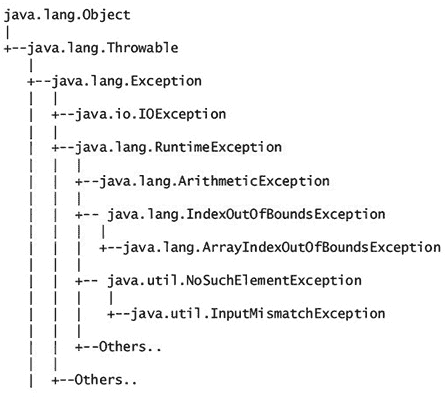 java.lang.Object
|
+--java.lang.Throwable
   |
   +--java.lang.Exception
   |  |
   |  +--java.io.IOException
   |  |
   |  +--java.lang.RuntimeException
   |  |  |
   |  |  +--java.lang.ArithmeticException
   |  |  |
   |  |  +-- java.lang.IndexOutOfBoundsException
   |  |  |  |
   |  |  |  +--java.lang.ArrayIndexOutOfBoundsException
   |  |  |
   |  |  +-- java.util.NoSuchElementException
   |  |  |   |
   |  |  |   +--java.util.InputMismatchException
   |  |  |
   |  |  +--Others..
   |  |
   |  +--Others..